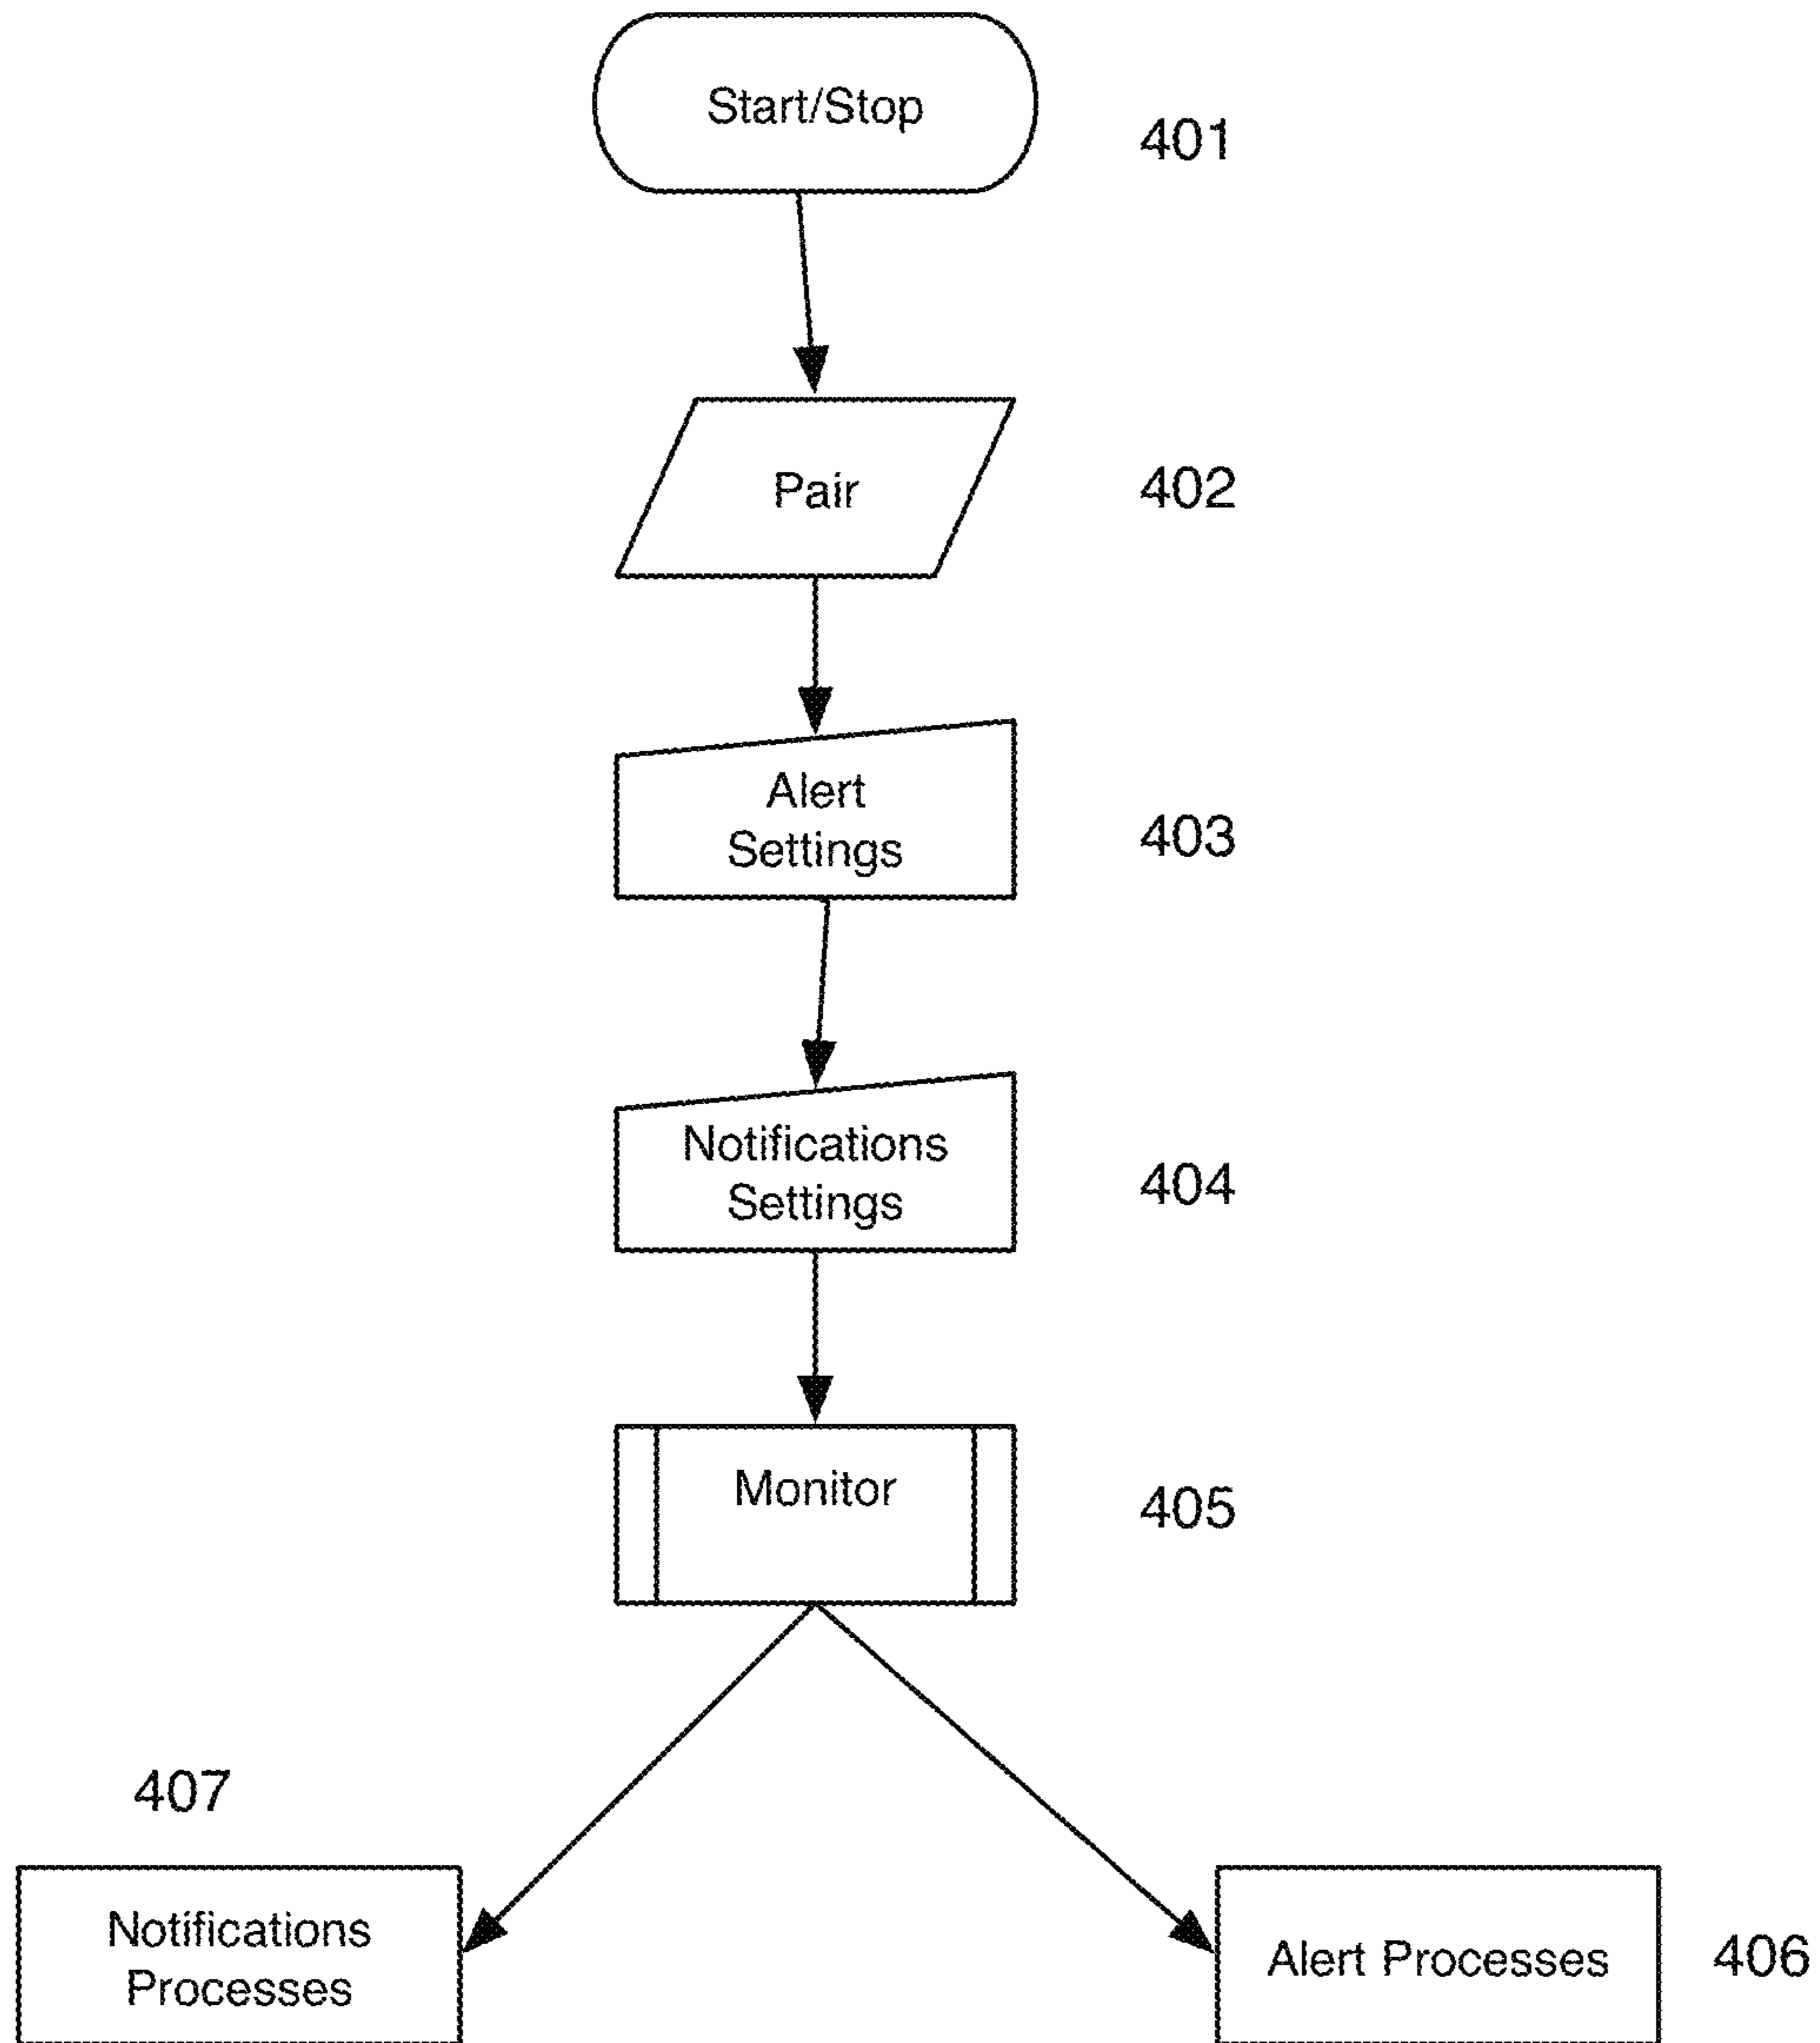 Start/Stop
401
Pair
402
Alert
Settings
403
Notifications
Settings
404
Monitor
405
407
Notifications
Processes
Alert Processes
406